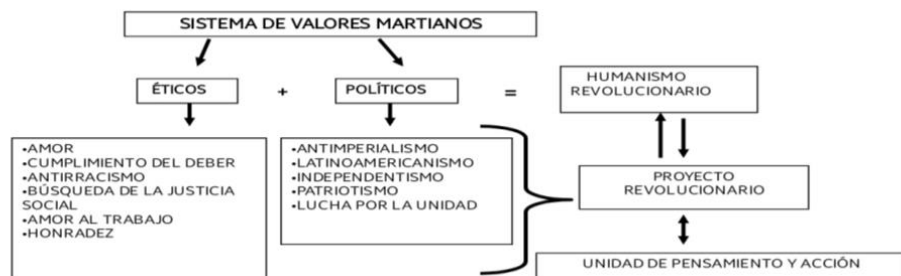 SISTEMA DE VALORES MARTIANOS
ÉTICOS
+
POLÍTICOS
=
HUMANISMO
REVOLUCIONARIO
•AMOR
•CUMPLIMIENTO DEL DEBER
•ANTIRRACISMO
•BÚSQUEDA DE LA JUSTICIA
SOCIAL
•AMOR AL TRABAJO
•HONRADEZ
•ANTIMPERIALISMO
•LATINOAMERICANISMO
•INDEPENDENTISMO
•PATRIOTISMO
•LUCHA POR LA UNIDAD
PROYECTO
REVOLUCIONARIO
UNIDAD DE PENSAMIENTO Y ACCIÓN